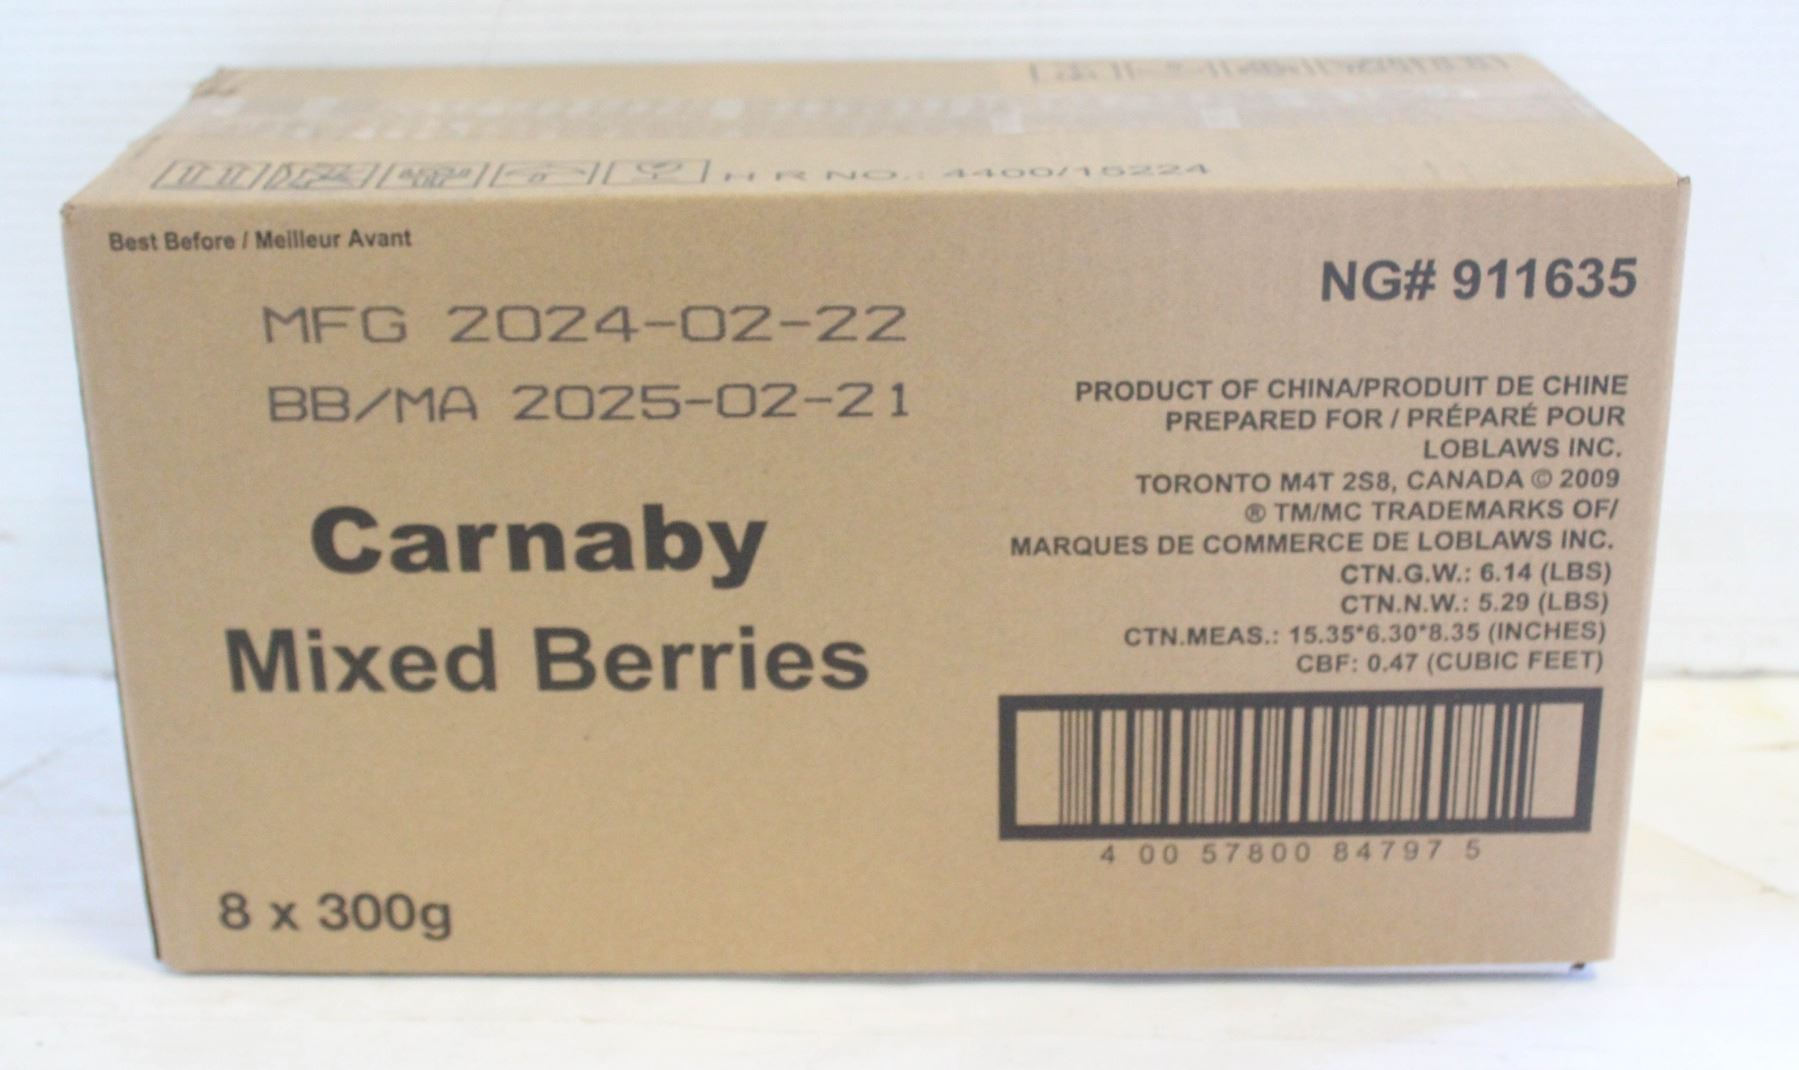 H R NO.: 4400/15224
Best Before / Meilleur Avant
MFG 2024-02-22
BB/MA 2025-02-21
Carnaby
Mixed Berries
8 x 300g
NG# 911635
PRODUCT OF CHINA/PRODUIT DE CHINE
PREPARED FOR / PRÉPARÉ POUR
LOBLAWS INC.
TORONTO M4T 2S8, CANADA © 2009
® TM/MC TRADEMARKS OF/
MARQUES DE COMMERCE DE LOBLAWS INC.
CTN.G.W.: 6.14 (LBS)
CTN.N.W.: 5.29 (LBS)
CTN.MEAS.: 15.35*6.30*8.35 (INCHES)
CBF: 0.47 (CUBIC FEET)
4 00 57800 84797 5